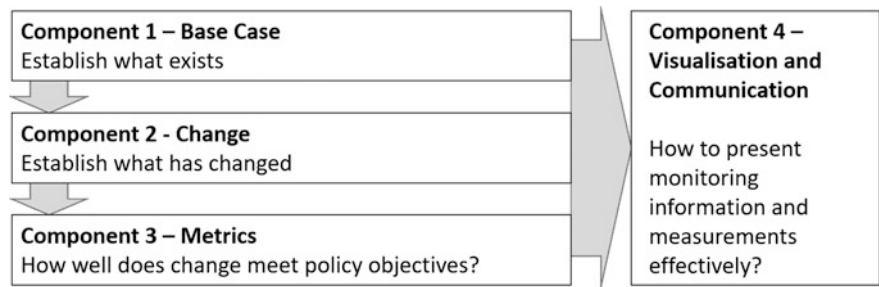 Component 1 – Base Case
Establish what exists
Component 2 - Change
Establish what has changed
Component 3 – Metrics
How well does change meet policy objectives?
Component 4 –
Visualisation and
Communication
How to present
monitoring
information and
measurements
effectively?